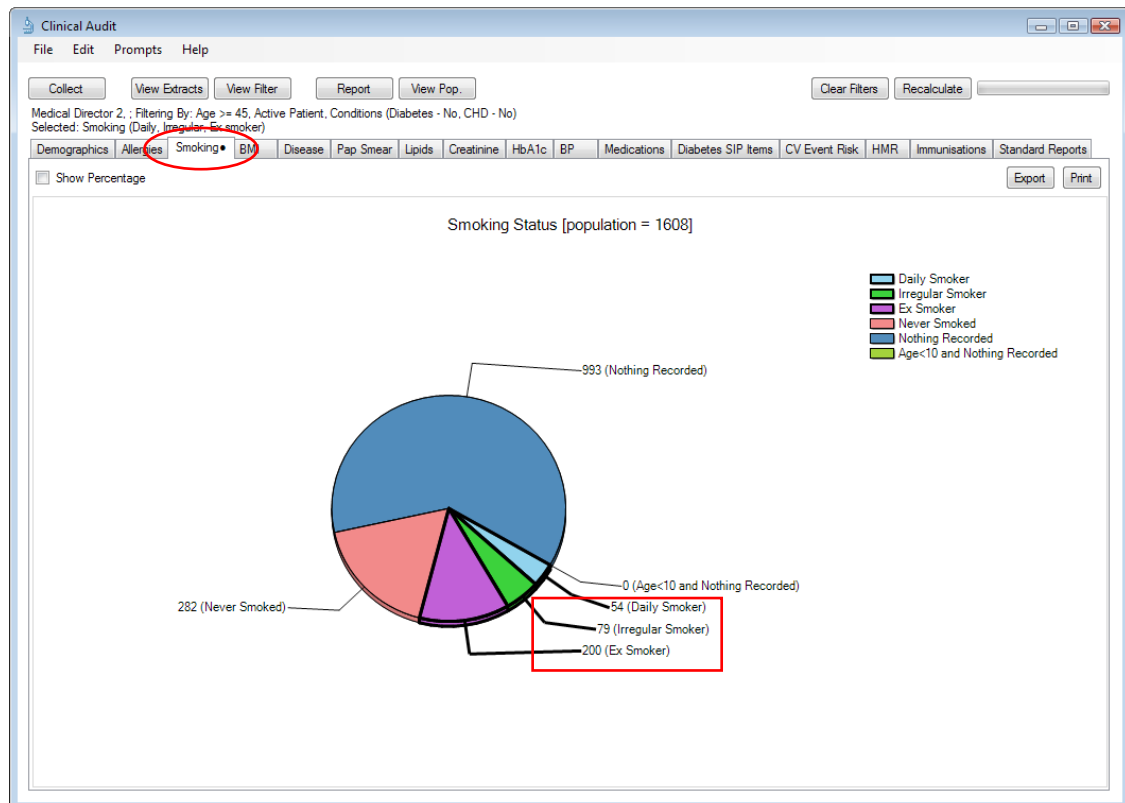 Clinical Audit
File Edit Prompts Help
Collect View Extracts View Filter Report View Pop. Clear Filters Recalculate
Medical Director 2, ; Filtering By: Age >= 45, Active Patient, Conditions (Diabetes - No, CHD - No)
Selected: Smoking (Daily, Irregular, Ex smoker)
Demographics Allergies Smoking● BMI Disease Pap Smear Lipids Creatinine HbA1c BP Medications Diabetes SIP Items CV Event Risk HMR Immunisations Standard Reports
Show Percentage Export Print
Smoking Status [population = 1608]
Daily Smoker
Irregular Smoker
Ex Smoker
Never Smoked
Nothing Recorded
Age<10 and Nothing Recorded
993 (Nothing Recorded)
0 (Age<10 and Nothing Recorded)
54 (Daily Smoker)
282 (Never Smoked)
79 (Irregular Smoker)
200 (Ex Smoker)